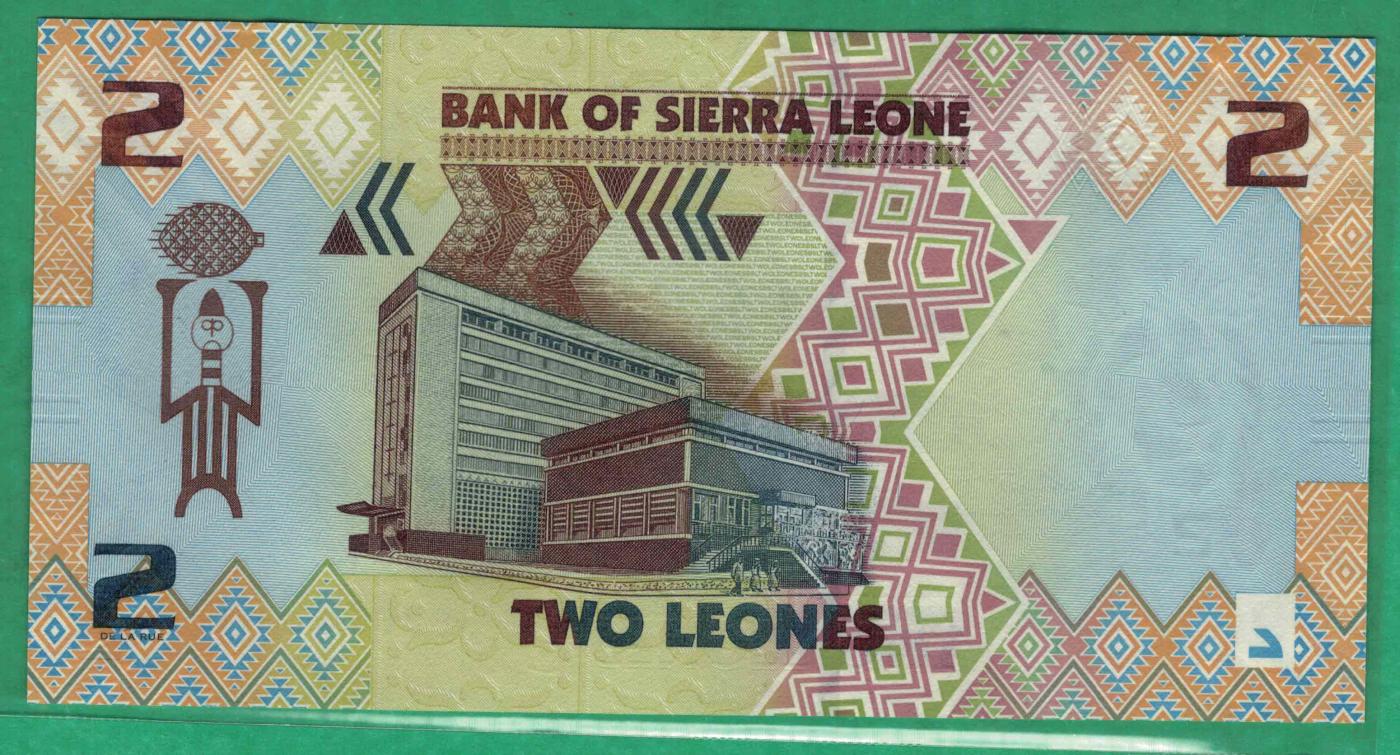 2
BANK OF SIERRA LEONE
2
TWO LEONES
2
DE LA RUE